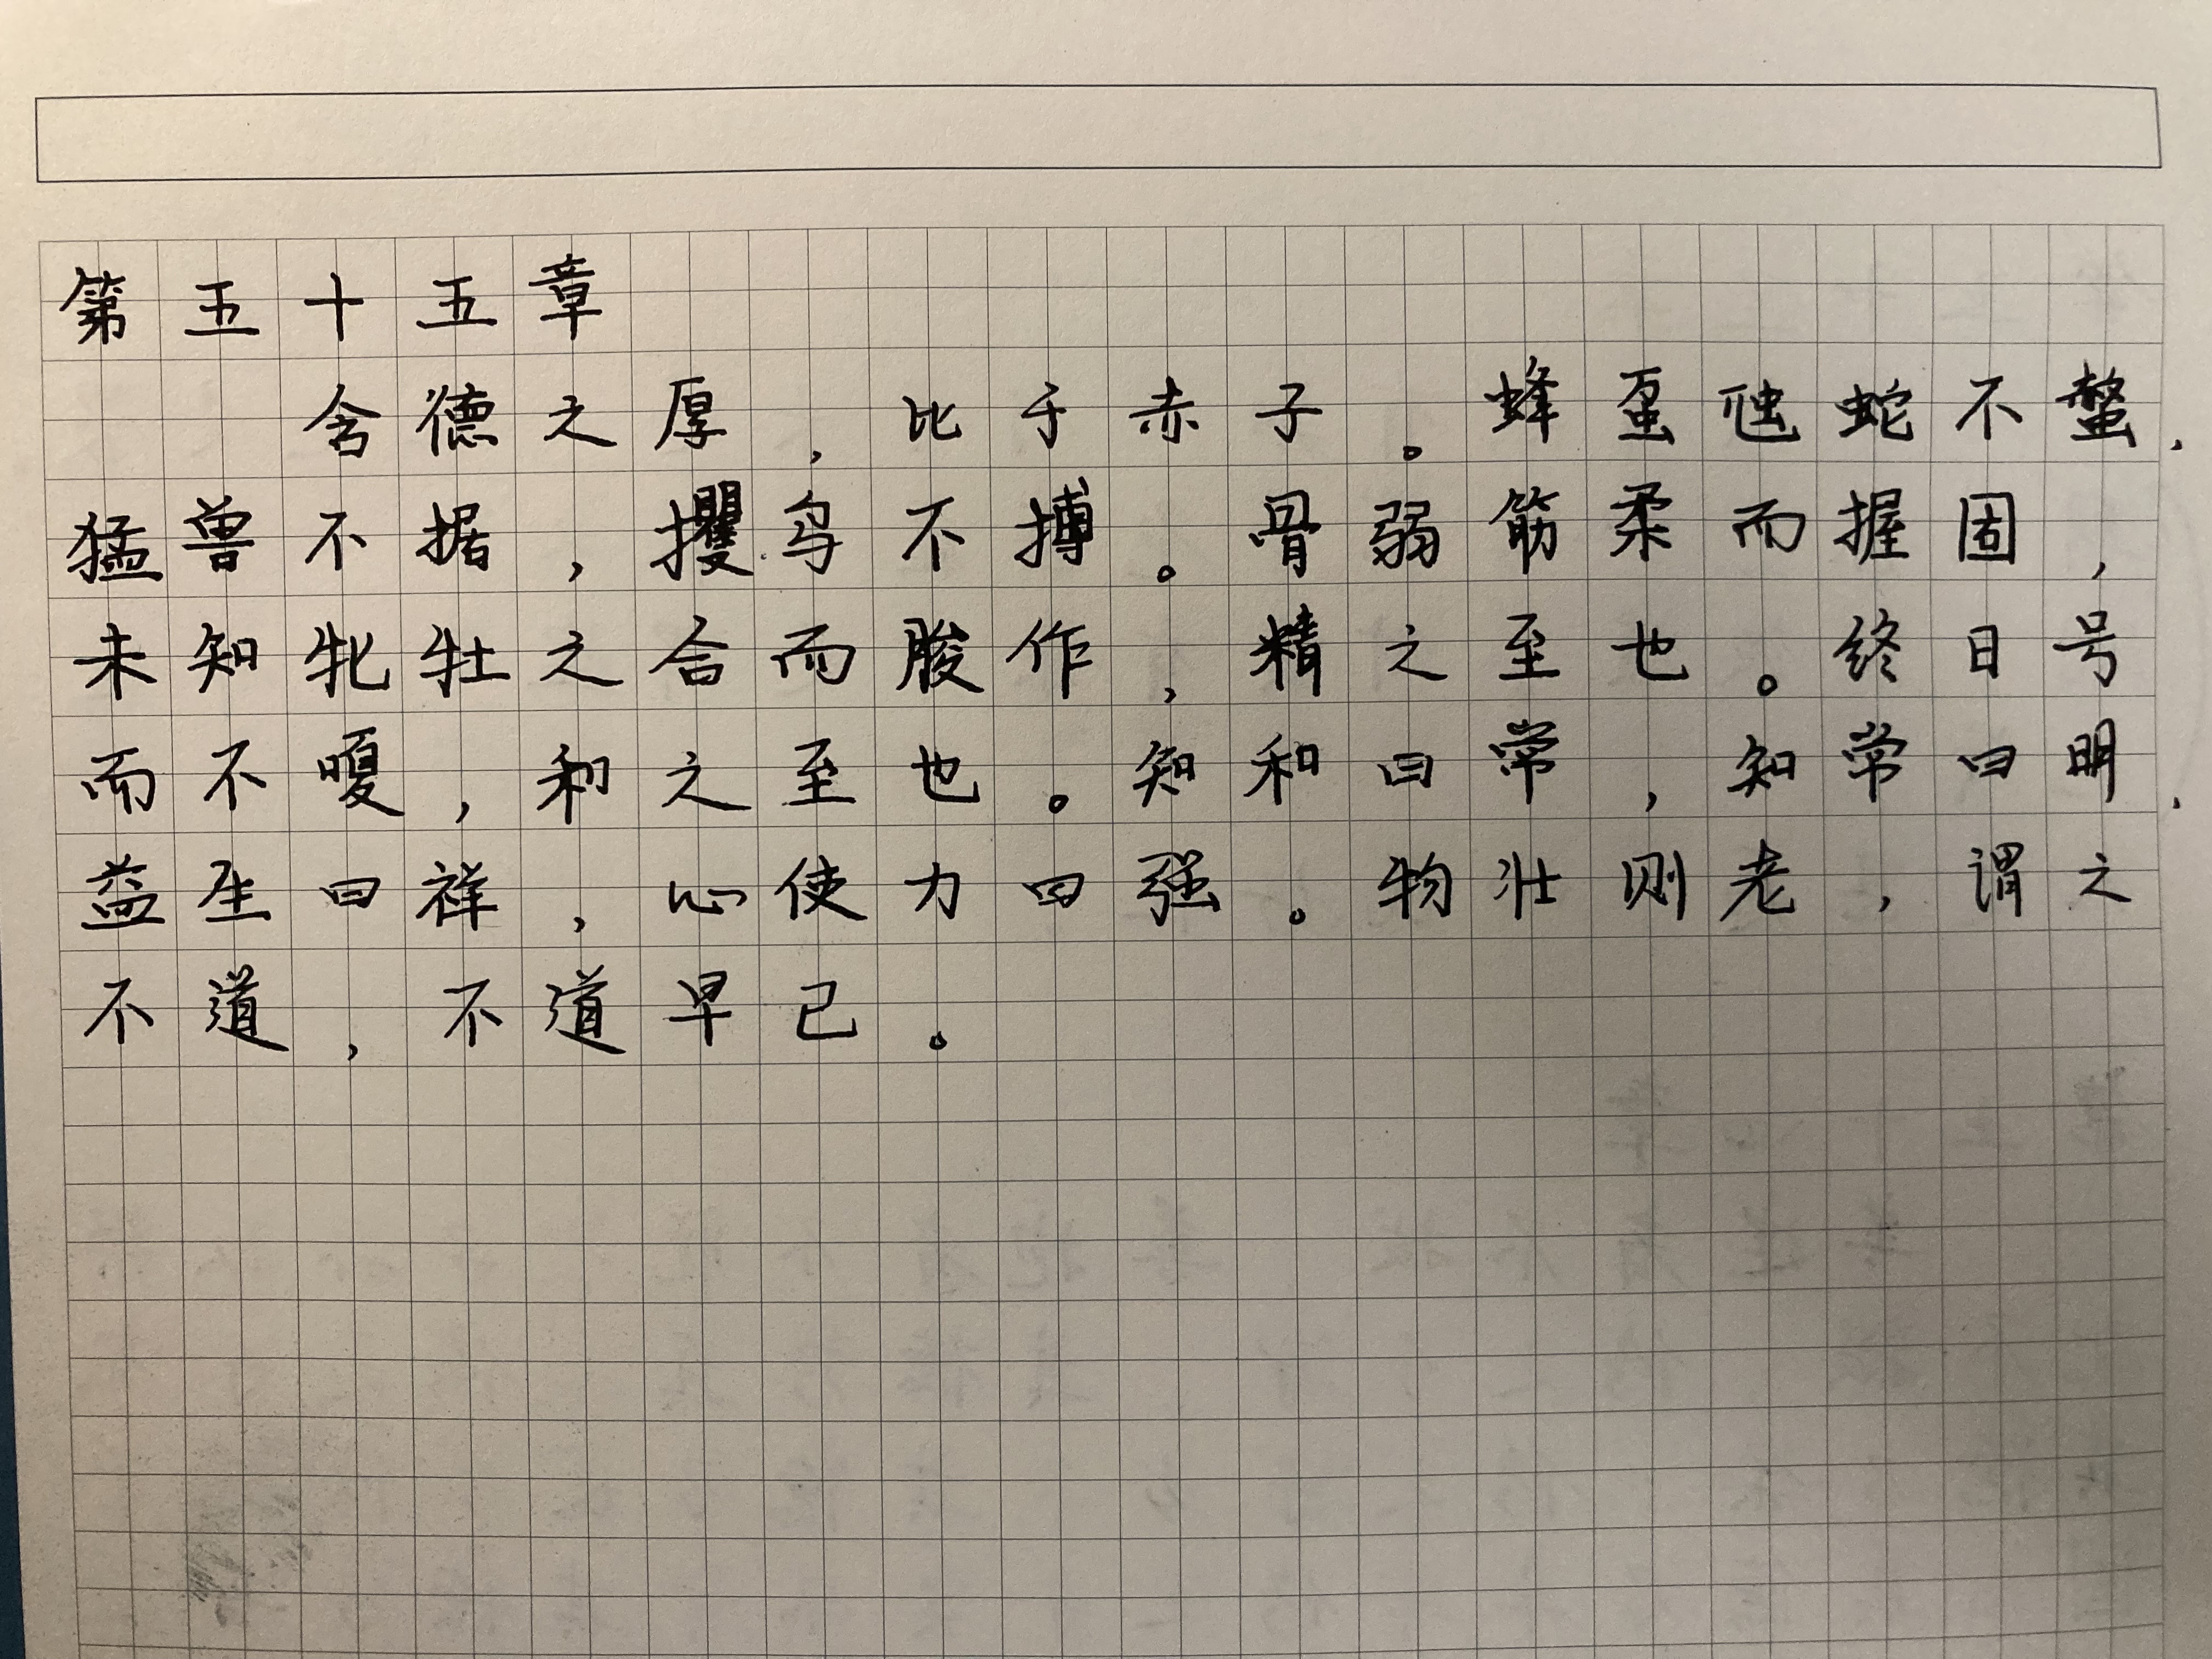 第五十五章
含德之厚，比于赤子。蜂虿虺蛇不螫，
猛兽不据，攫鸟不搏。骨弱筋柔而握固，
未知牝牡之合而朘作，精之至也。终日号
而不嗄，和之至也。知和曰常，知常曰明，
益生曰祥，心使力曰强。物壮则老，谓之
不道，不道早已。